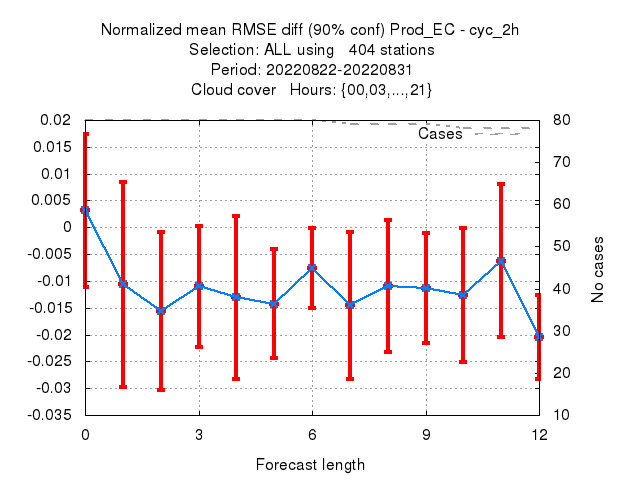 Normalized mean RMSE diff (90% conf) Prod_EC - cyc_2h
Selection: ALL using   404 stations
Period: 20220822-20220831
Cloud cover   Hours: {00,03,...,21}
Cases
0.02
0.015
0.01
0.005
0
-0.005
-0.01
-0.015
-0.02
-0.025
-0.03
-0.035
80
70
60
50
40
30
20
10
No cases
0 3 6 9 12
Forecast length